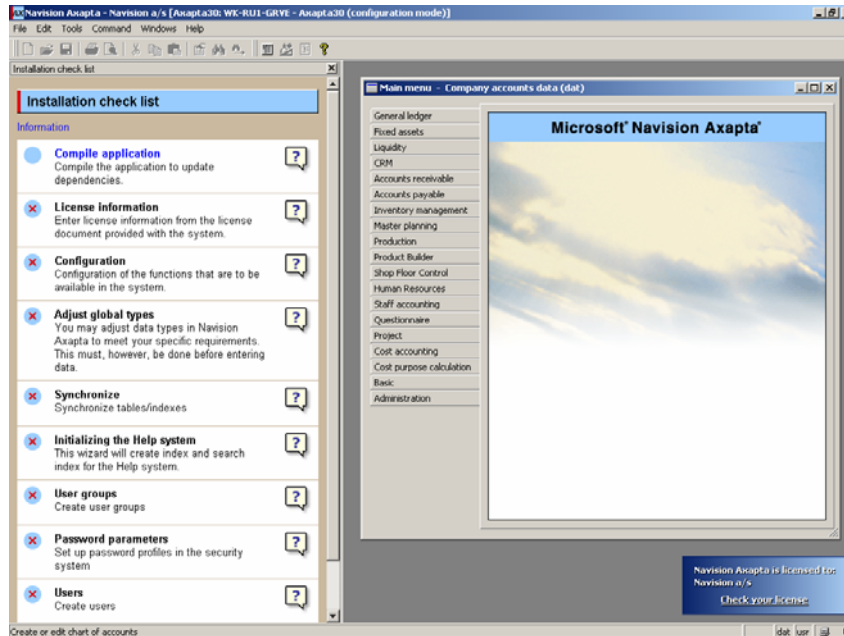 Navision Axapta - Navision a/s [Axapta30: WK-RU1-GRYE - Axapta30 (configuration mode)]
File Edit Tools Command Windows Help
Installation check list
Installation check list
Information
Compile application
Compile the application to update
dependencies.
License information
Enter license information from the license
document provided with the system.
Configuration
Configuration of the functions that are to be
available in the system.
Adjust global types
You may adjust data types in Navision
Axapta to meet your specific requirements.
This must, however, be done before entering
data.
Synchronize
Synchronize tables/indexes
Initializing the Help system
This wizard will create index and search
index for the Help system.
User groups
Create user groups
Password parameters
Set up password profiles in the security
system
Users
Create users
Main menu - Company accounts data (dat)
General ledger
Fixed assets
Liquidity
CRM
Accounts receivable
Accounts payable
Inventory management
Master planning
Production
Product Builder
Shop Floor Control
Human Resources
Staff accounting
Questionnaire
Project
Cost accounting
Cost purpose calculation
Basic
Administration
Microsoft® Navision Axapta®
Navision Axapta is licensed to:
Navision a/s
Check your license
Create or edit chart of accounts
dat usr